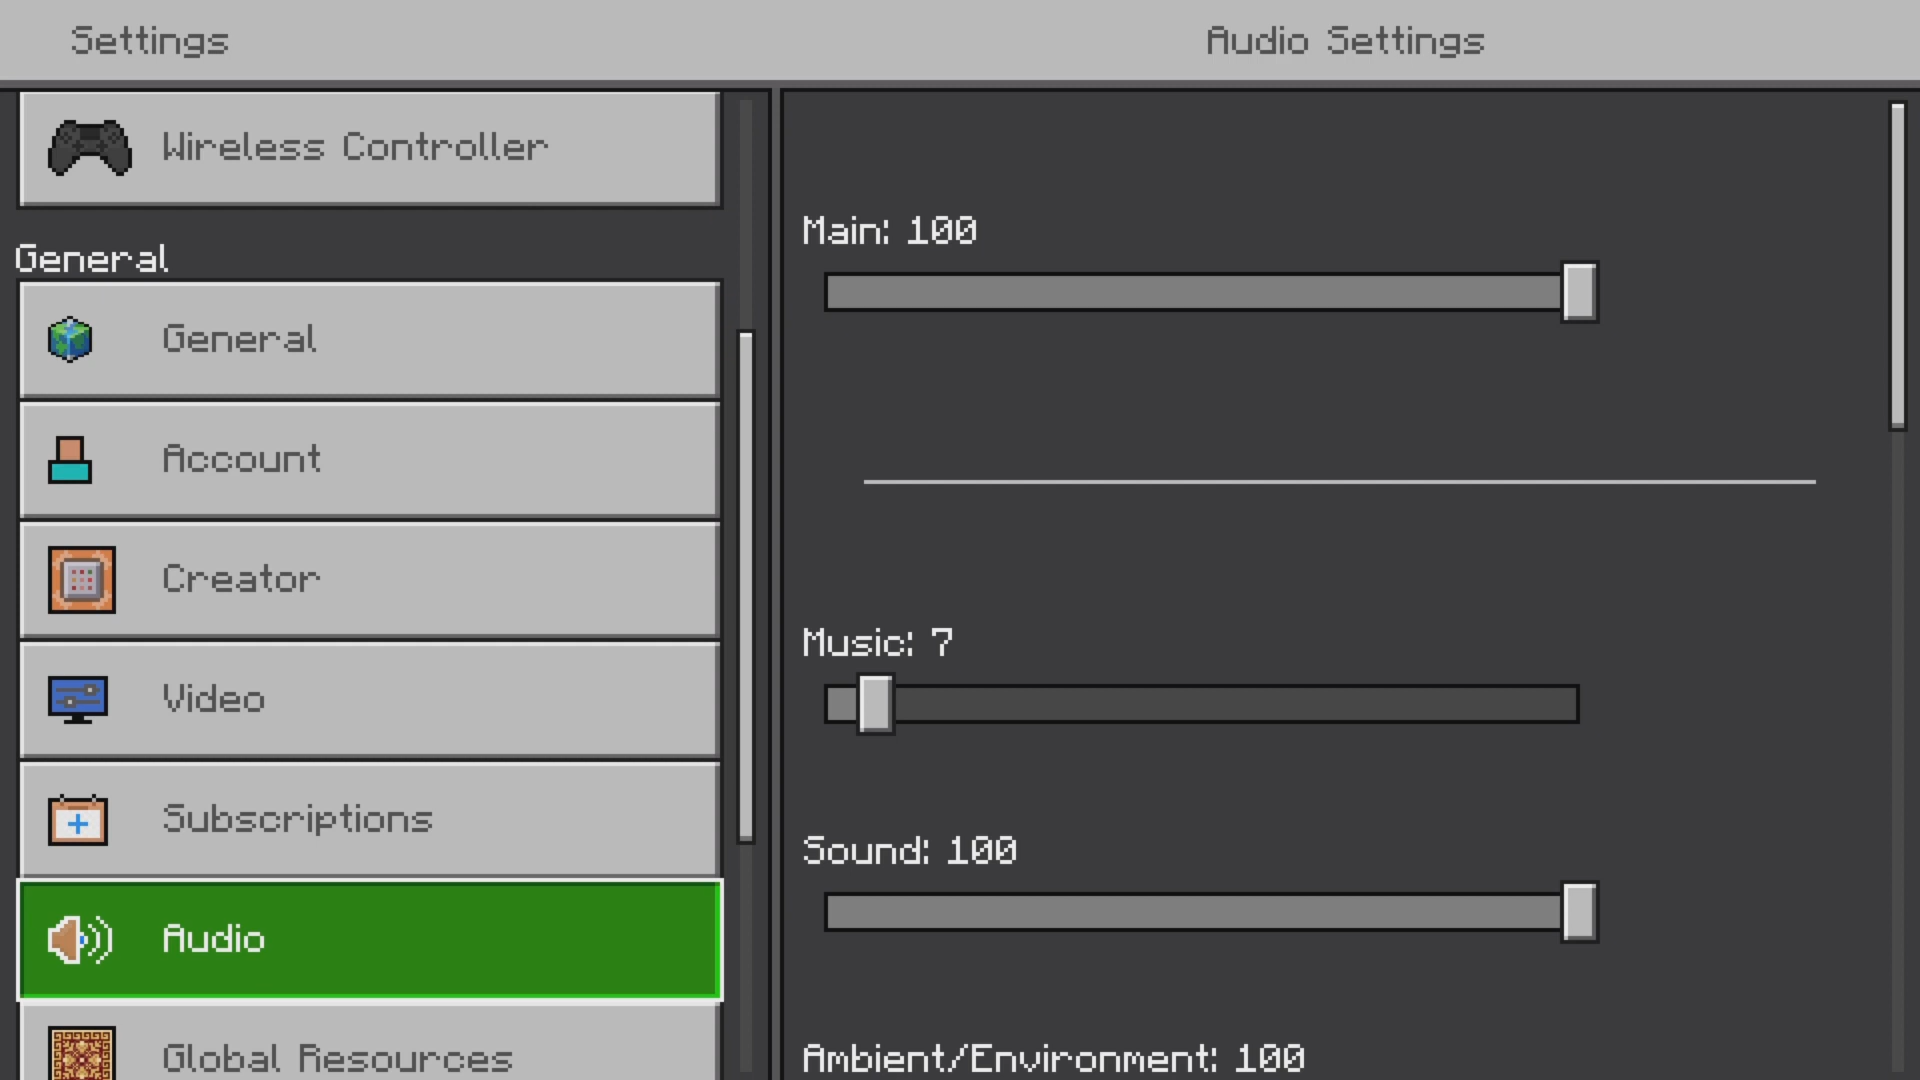 Settings
Audio Settings
Wireless Controller
General
General
Account
Creator
Video
Subscriptions
Audio
Global Resources
Main: 100
Music: 7
Sound: 100
Ambient/Environment: 100